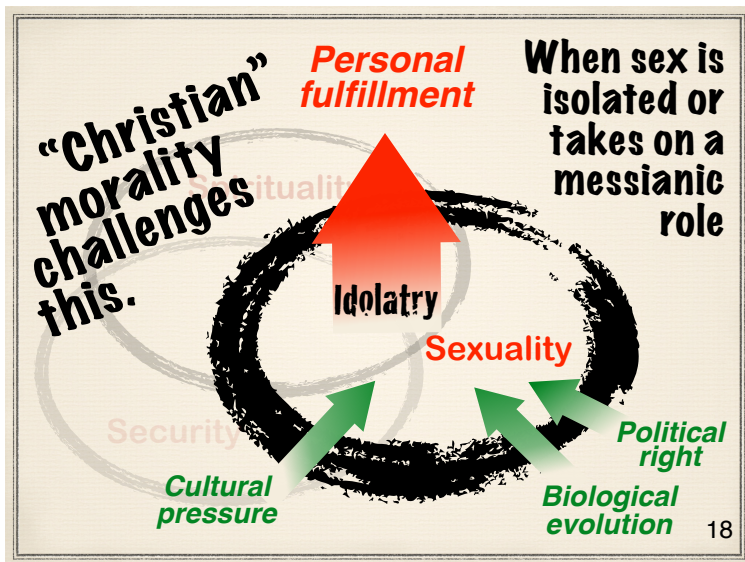 “Christian”
morality
challenges
this.
Personal
fulfillment
When sex is
isolated or
takes on a
messianic
role
Spirituality
Idolatry
Sexuality
Security
Cultural
pressure
Biological
evolution
Political
right
18